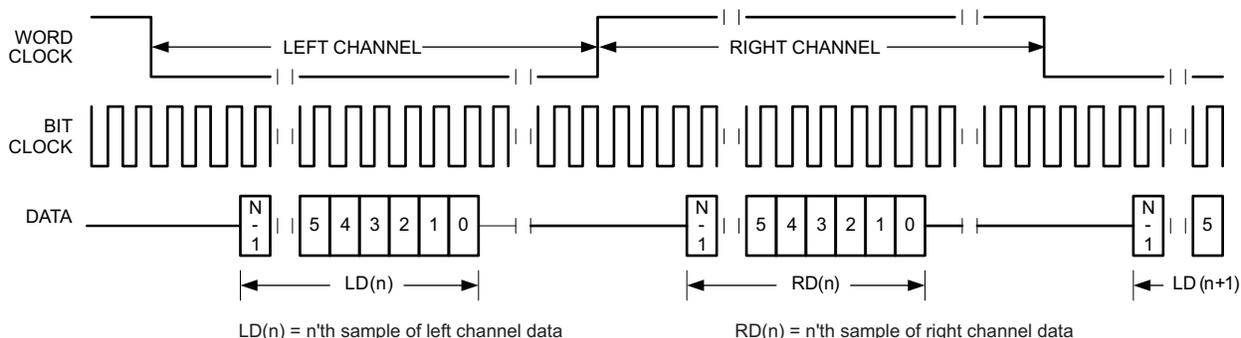 WORD
CLOCK
LEFT CHANNEL
RIGHT CHANNEL
BIT
CLOCK
DATA
N
-
1
5 4 3 2 1 0
N
-
1
5 4 3 2 1 0
N
-
1
5
LD(n)
RD(n)
LD (n+1)
LD(n) = n'th sample of left channel data
RD(n) = n'th sample of right channel data